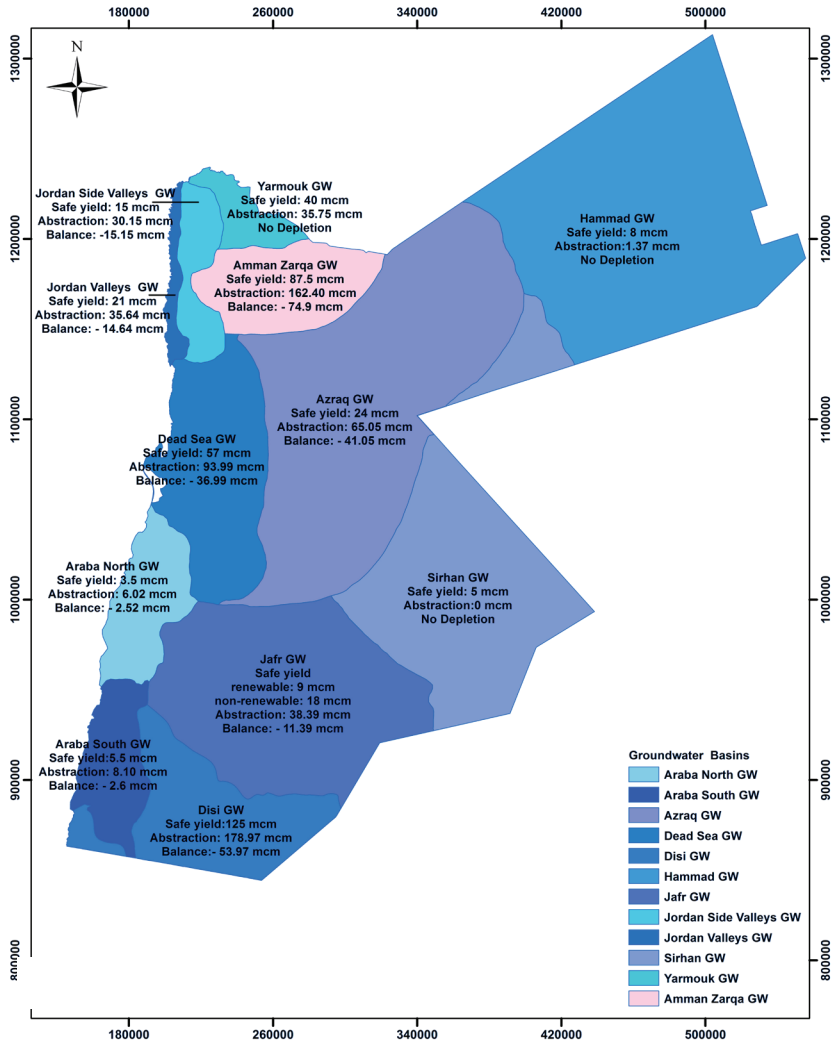 180000 260000 340000 420000 500000
1300000
1300000
N
Jordan Side Valleys GW
Safe yield: 15 mcm
Abstraction: 30.15 mcm
Balance: -15.15 mcm
Yarmouk GW
Safe yield: 40 mcm
Abstraction: 35.75 mcm
No Depletion
Hammad GW
Safe yield: 8 mcm
Abstraction:1.37 mcm
No Depletion
1200000
1200000
Amman Zarqa GW
Safe yield: 87.5 mcm
Abstraction: 162.40 mcm
Balance: - 74.9 mcm
Jordan Valleys GW
Safe yield: 21 mcm
Abstraction: 35.64 mcm
Balance: - 14.64 mcm
Azraq GW
Safe yield: 24 mcm
Abstraction: 65.05 mcm
Balance: - 41.05 mcm
1100000
1100000
Dead Sea GW
Safe yield: 57 mcm
Abstraction: 93.99 mcm
Balance: - 36.99 mcm
Araba North GW
Safe yield: 3.5 mcm
Abstraction: 6.02 mcm
Balance: - 2.52 mcm
Sirhan GW
Safe yield: 5 mcm
Abstraction:0 mcm
No Depletion
1000000
1000000
Jafr GW
Safe yield
renewable: 9 mcm
non-renewable: 18 mcm
Abstraction: 38.39 mcm
Balance: - 11.39 mcm
Araba South GW
Safe yield:5.5 mcm
Abstraction: 8.10 mcm
Balance: - 2.6 mcm
900000
900000
Disi GW
Safe yield:125 mcm
Abstraction: 178.97 mcm
Balance:- 53.97 mcm
Groundwater Basins
Araba North GW
Araba South GW
Azraq GW
Dead Sea GW
Disi GW
Hammad GW
Jafr GW
Jordan Side Valleys GW
Jordan Valleys GW
Sirhan GW
Yarmouk GW
Amman Zarqa GW
800000
800000
180000 260000 340000 420000 500000